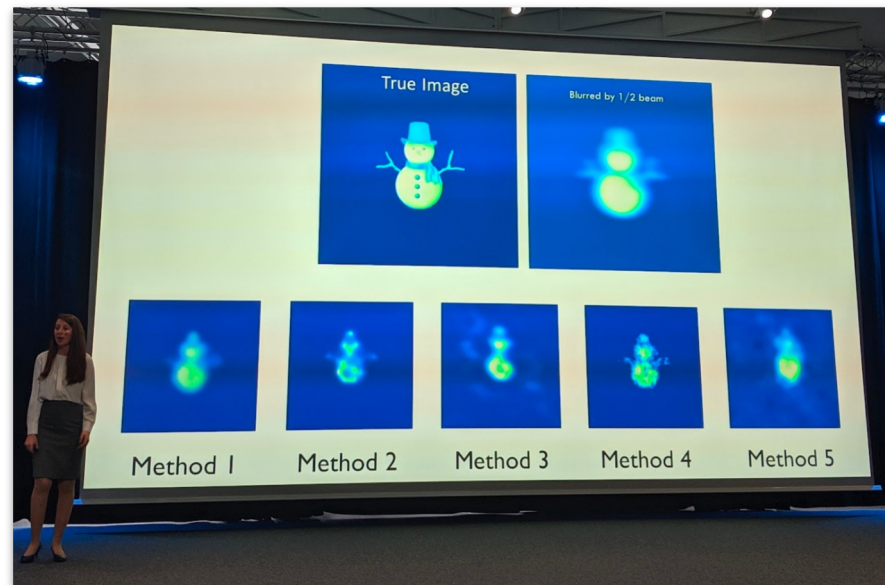 True Image
Blurred by 1/2 beam
Method 1
Method 2
Method 3
Method 4
Method 5